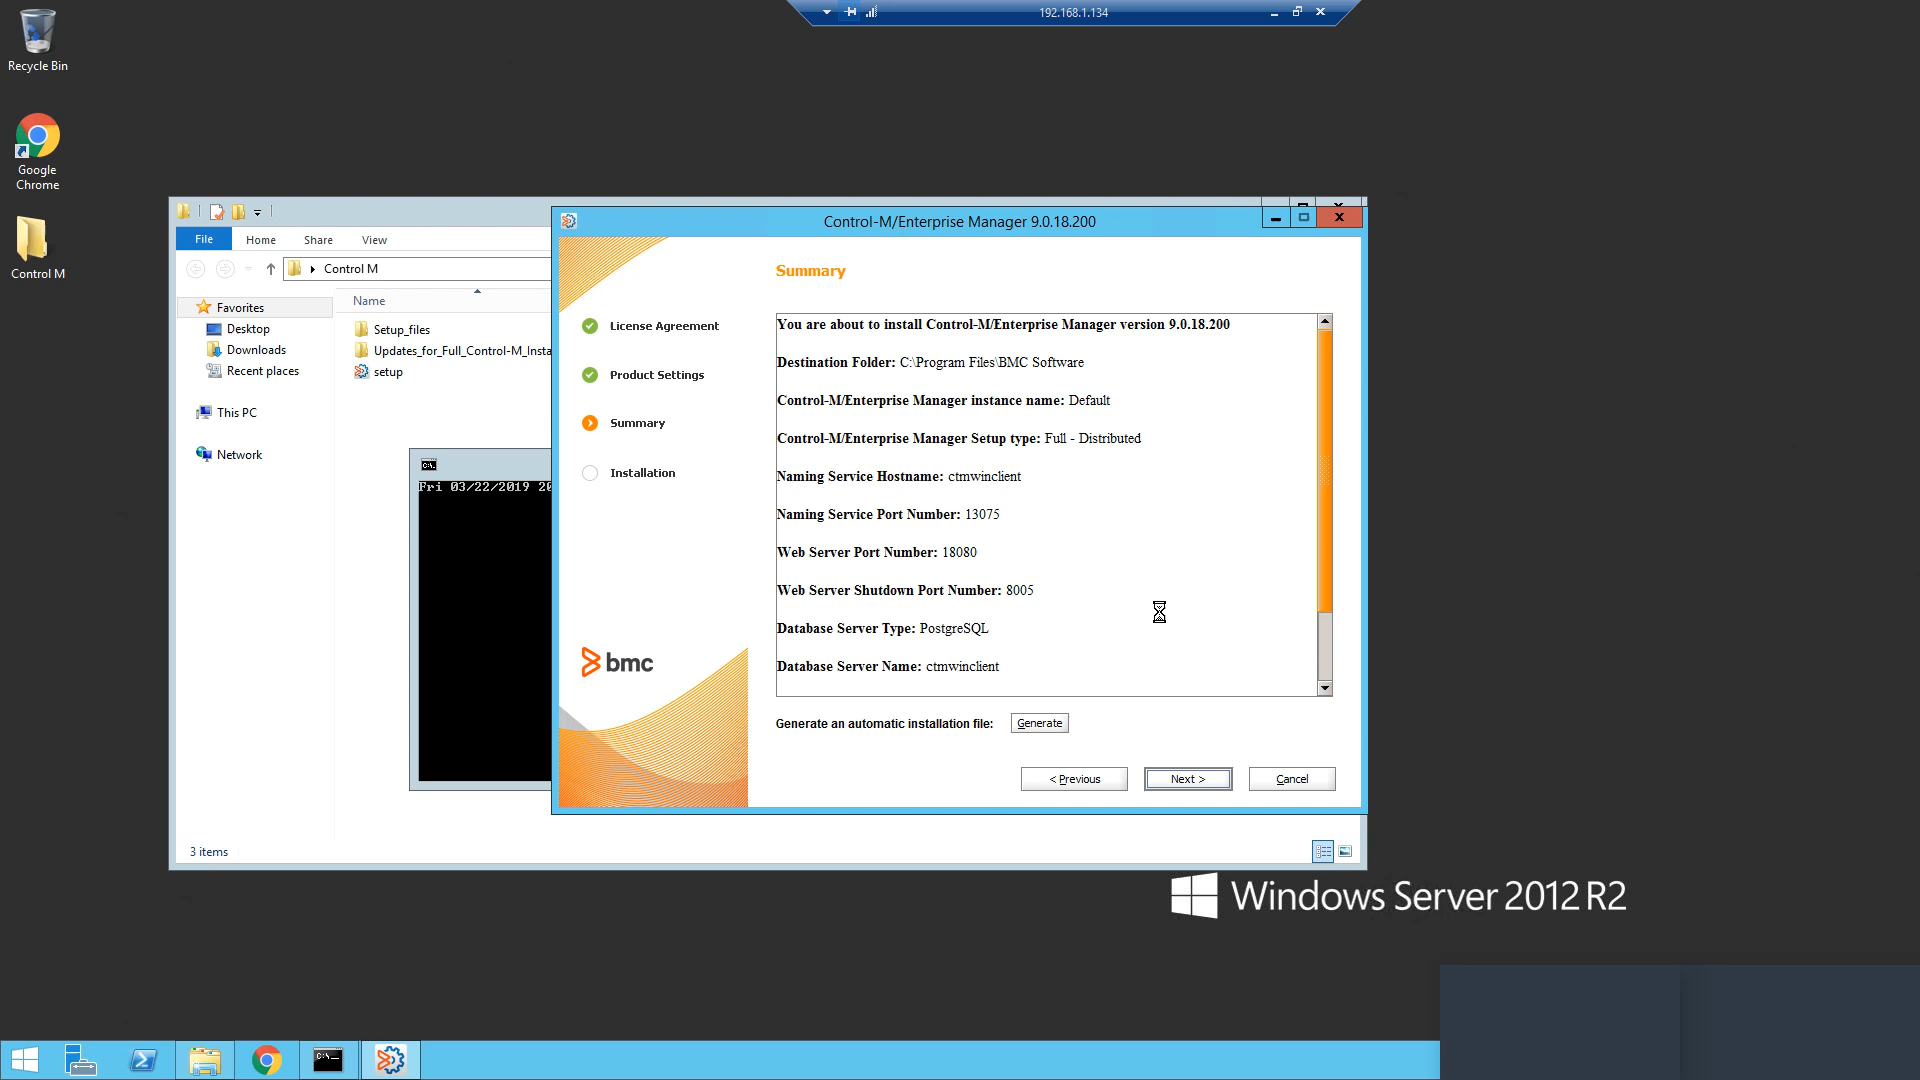 192.168.1.134
Recycle Bin
Google
Chrome
Control M
File
Home
Share
View
Control M
Favorites
Desktop
Downloads
Recent places
This PC
Network
Name
Setup_files
Updates_for_Full_Control-M_Insta
setup
3 items
C:\.
Fri 03/22/2019 20
Control-M/Enterprise Manager 9.0.18.200
License Agreement
Product Settings
Summary
Installation
bmc
Summary
You are about to install Control-M/Enterprise Manager version 9.0.18.200
Destination Folder: C:\Program Files\BMC Software
Control-M/Enterprise Manager instance name: Default
Control-M/Enterprise Manager Setup type: Full - Distributed
Naming Service Hostname: ctmwinclient
Naming Service Port Number: 13075
Web Server Port Number: 18080
Web Server Shutdown Port Number: 8005
Database Server Type: PostgreSQL
Database Server Name: ctmwinclient
Generate an automatic installation file: Generate
< Previous
Next >
Cancel
Windows Server 2012 R2